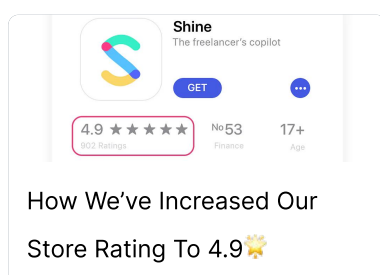 Shine
The freelancer's copilot
GET
4.9 ★★★★★ No53 17+
902 Ratings Finance Age
How We've Increased Our
Store Rating To 4.9🌟